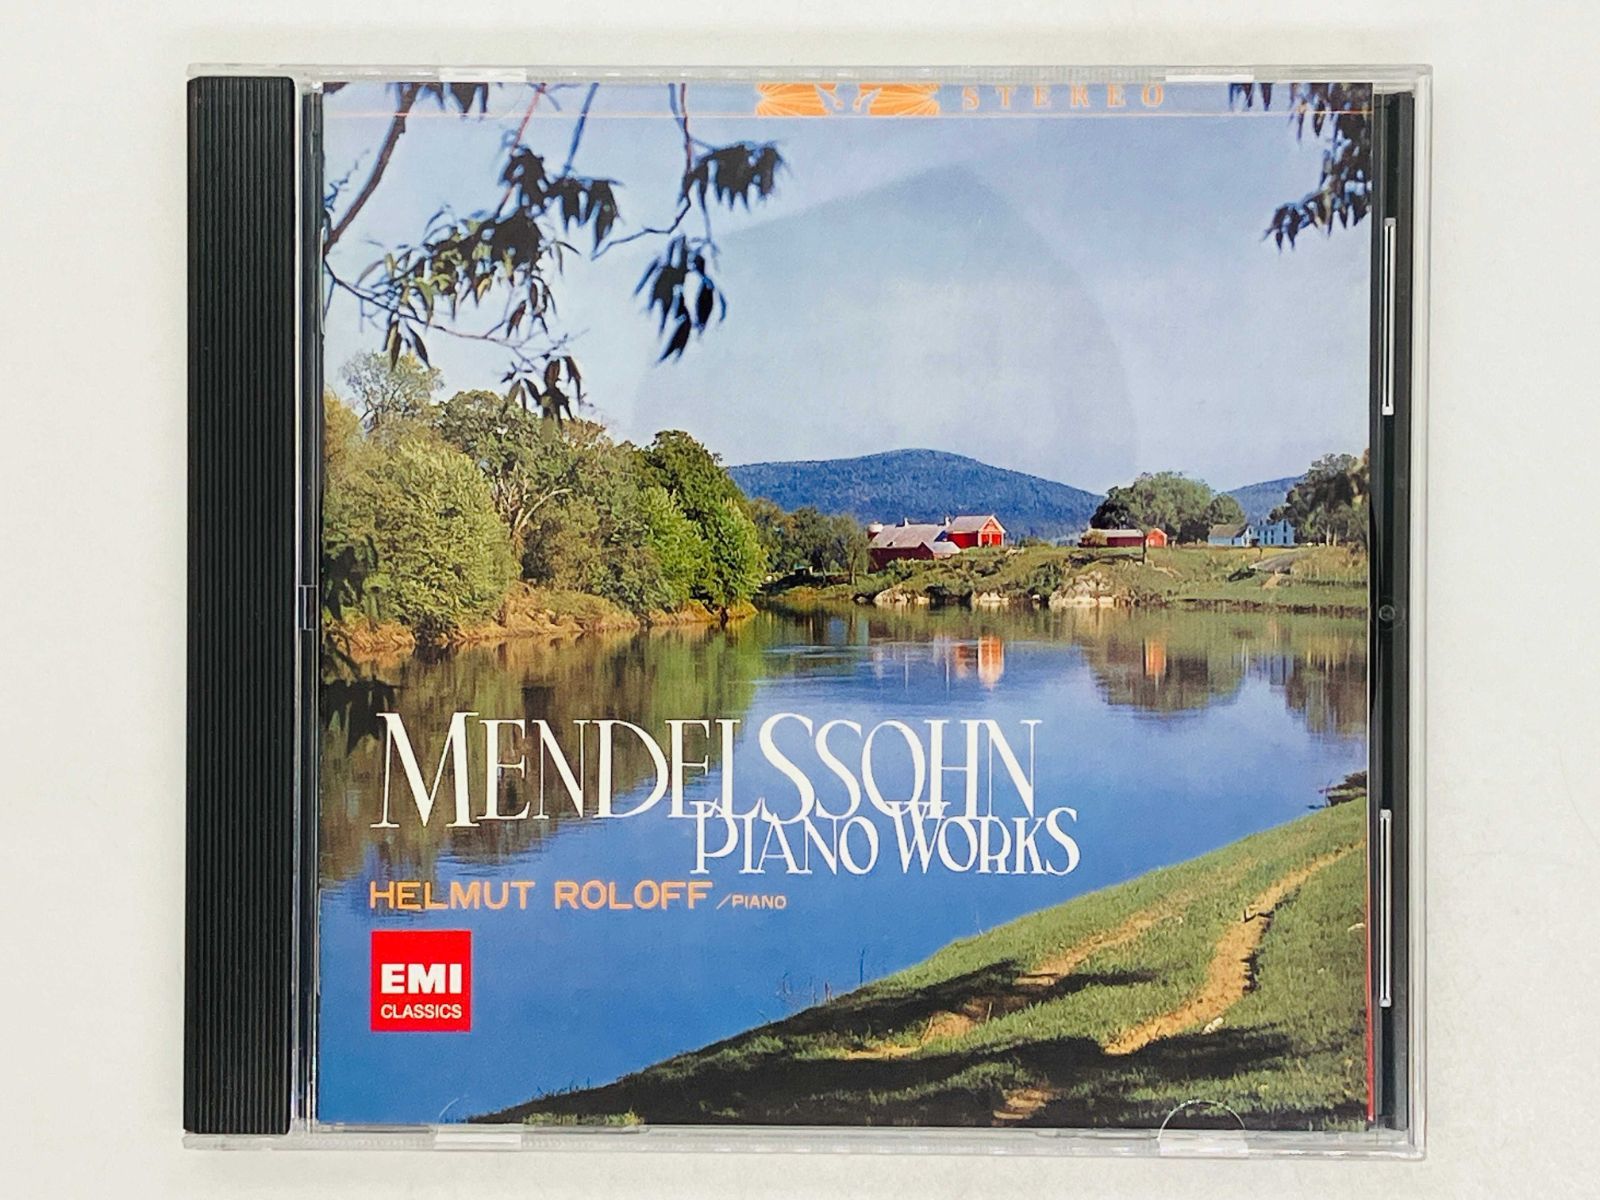 STEREO
MENDELSSOHN
PIANO WORKS
HELMUT ROLOFF /PIANO
EMI
CLASSICS